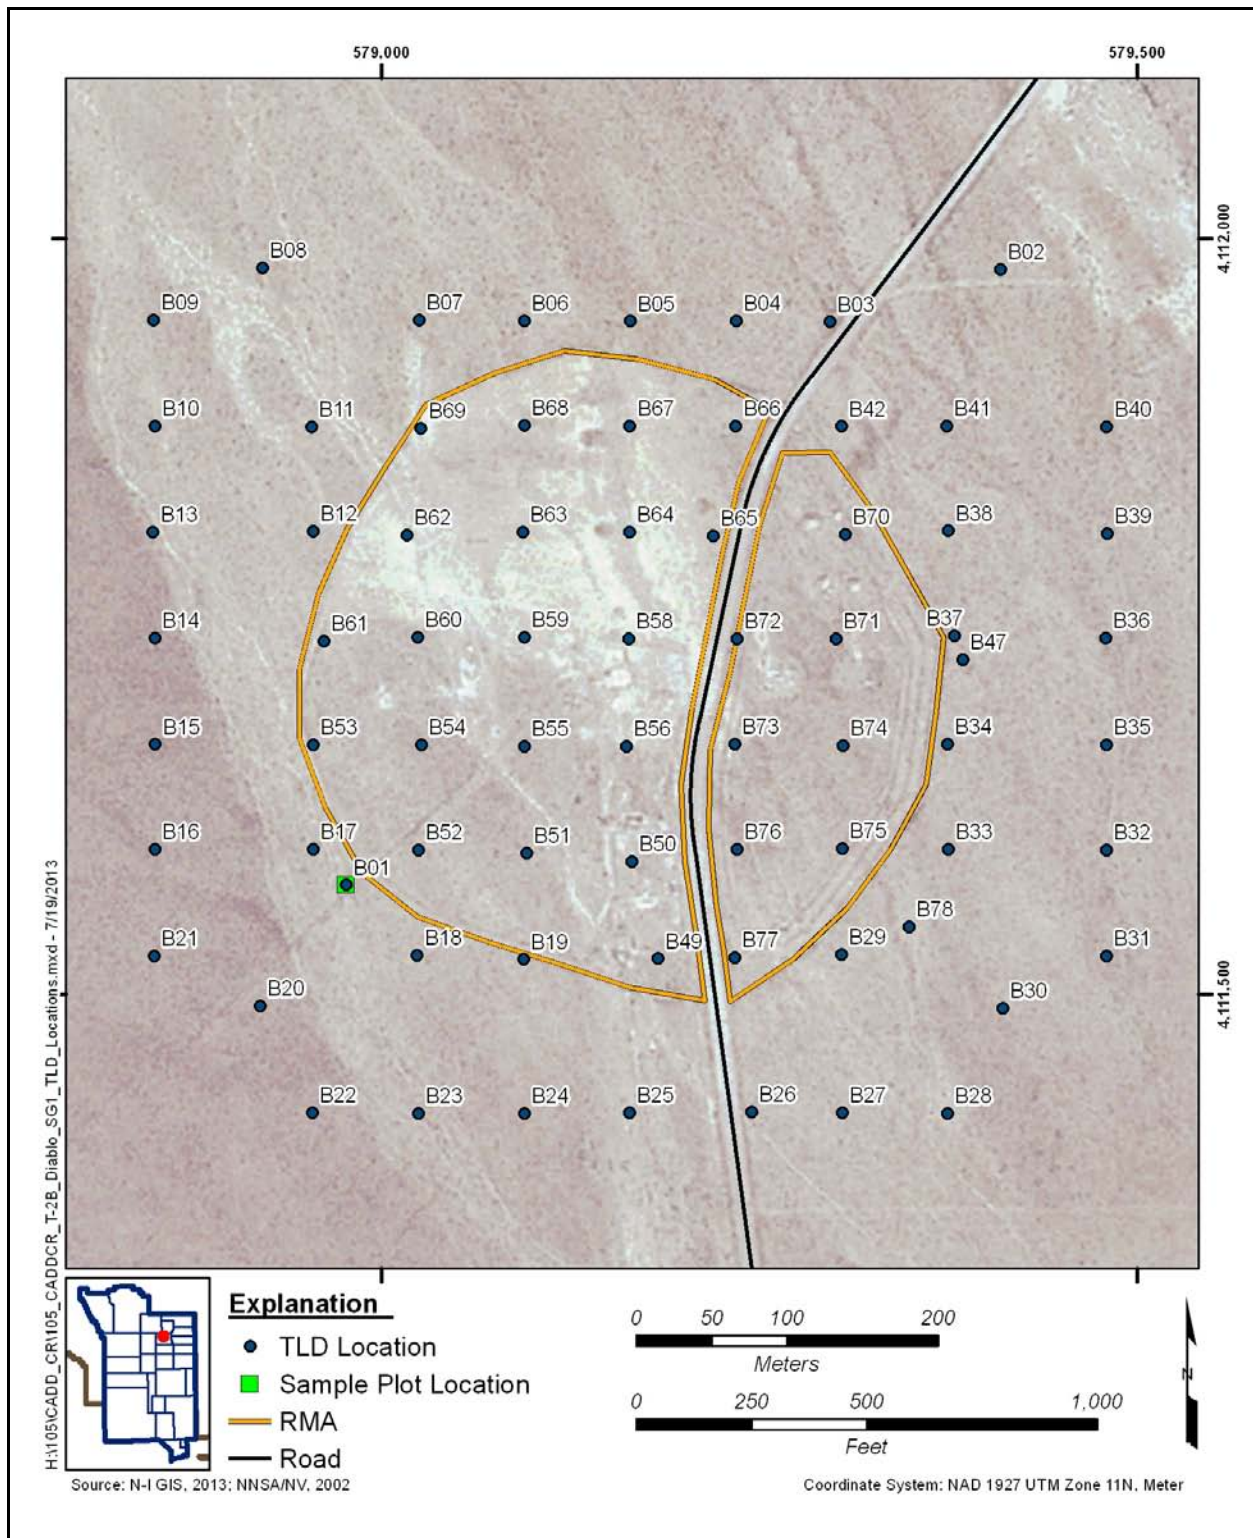 579,000
579,500
4,112,000
B08
B02
B09
B07
B06
B05
B04
B03
B10
B11
B69
B68
B67
B66
B42
B41
B40
B13
B12
B62
B63
B64
B65
B70
B38
B39
B14
B61
B60
B59
B58
B72
B71
B37
B47
B36
B15
B53
B54
B55
B56
B73
B74
B34
B35
B16
B17
B01
B52
B51
B50
B76
B75
B33
B32
B78
B21
B18
B19
B49
B77
B29
B31
B20
B30
4,111,500
B22
B23
B24
B25
B26
B27
B28
H:\105\CADD_CR\105_CADDCR_T-2B_Diablo_SG1_TLD_Locations.mxd - 7/19/2013
Explanation
TLD Location
Sample Plot Location
RMA
Road
0 50 100 200
Meters
0 250 500 1,000
Feet
N
Source: N-I GIS, 2013; NNSA/NV, 2002
Coordinate System: NAD 1927 UTM Zone 11N, Meter